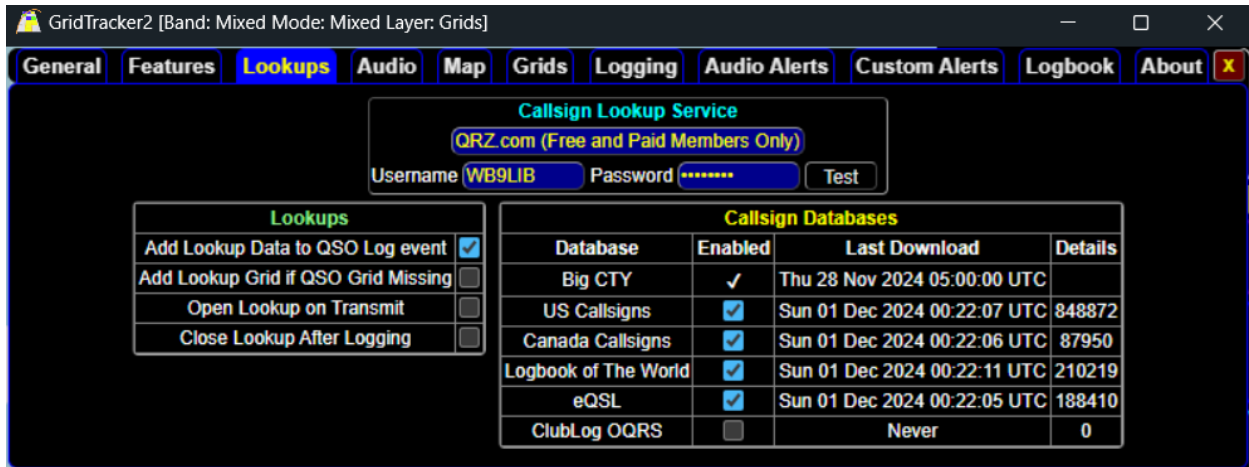 GridTracker2 [Band: Mixed Mode: Mixed Layer: Grids]
General Features Lookups Audio Map Grids Logging Audio Alerts Custom Alerts Logbook About X
Callsign Lookup Service
QRZ.com (Free and Paid Members Only)
Username WB9LIB Password •••••••• Test
Lookups
Add Lookup Data to QSO Log event
Add Lookup Grid if QSO Grid Missing
Open Lookup on Transmit
Close Lookup After Logging
Callsign Databases
Database Enabled Last Download Details
Big CTY ✓ Thu 28 Nov 2024 05:00:00 UTC
US Callsigns Sun 01 Dec 2024 00:22:07 UTC 848872
Canada Callsigns Sun 01 Dec 2024 00:22:06 UTC 87950
Logbook of The World Sun 01 Dec 2024 00:22:11 UTC 210219
eQSL Sun 01 Dec 2024 00:22:05 UTC 188410
ClubLog OQRS Never 0